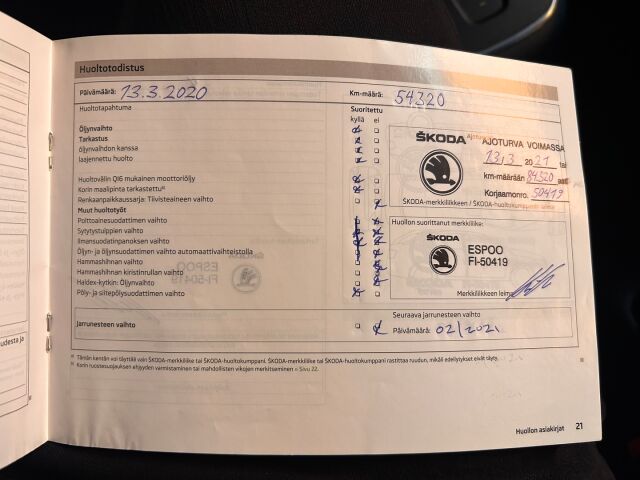 Huoltotodistus
Päivämäärä: 13.3.2020 Km-määrä: 54320
Huoltotapahtuma Suoritettu
kyllä ei
Öljynvaihto
Tarkastus
Öljynvaihdon kanssa
laajennettu huolto
Huoltovälin QI6 mukainen moottoriöljy
Korin maalipinta tarkastettu
Renkaanpaikkaussarja: Tiivisteaineen vaihto
Muut huoltotyöt
Polttoainesuodattimen vaihto
Sytytystulppien vaihto
Ilmansuodatinpanoksen vaihto
Öljyn- ja öljynsuodattimen vaihto automaattivaihteistolla
Hammashihnan vaihto
Hammashihnan kiristinrullan vaihto
Haldex-kytkin: Öljynvaihto
Pöly- ja siitepölysuodattimen vaihto
ŠKODA
AJOTURVA VOIMASSA
13.3 2021 tai
km-määrään 84320
Korjaamonro. 50419
ŠKODA-merkkiliikkeen / ŠKODA-huoltokumppanin
Huollon suorittanut merkkiliike:
ŠKODA
ESPOO
FI-50419
Merkkiliikkeen leima
Jarrunesteen vaihto
Seuraava jarrunesteen vaihto
Päivämäärä: 02/2021
a) Tämän kentän voi täyttää vain ŠKODA-merkkiliike tai ŠKODA-huoltokumppani. ŠKODA-merkkiliike tai ŠKODA-huoltokumppani rastittaa ruudun, mikäli edellytykset eivät täyty.
b) Korin ruostesuojauksen ehjyyden varmistaminen tai mahdollisten vikojen merkitseminen » Sivu 22.
Huollon asiakirjat 21